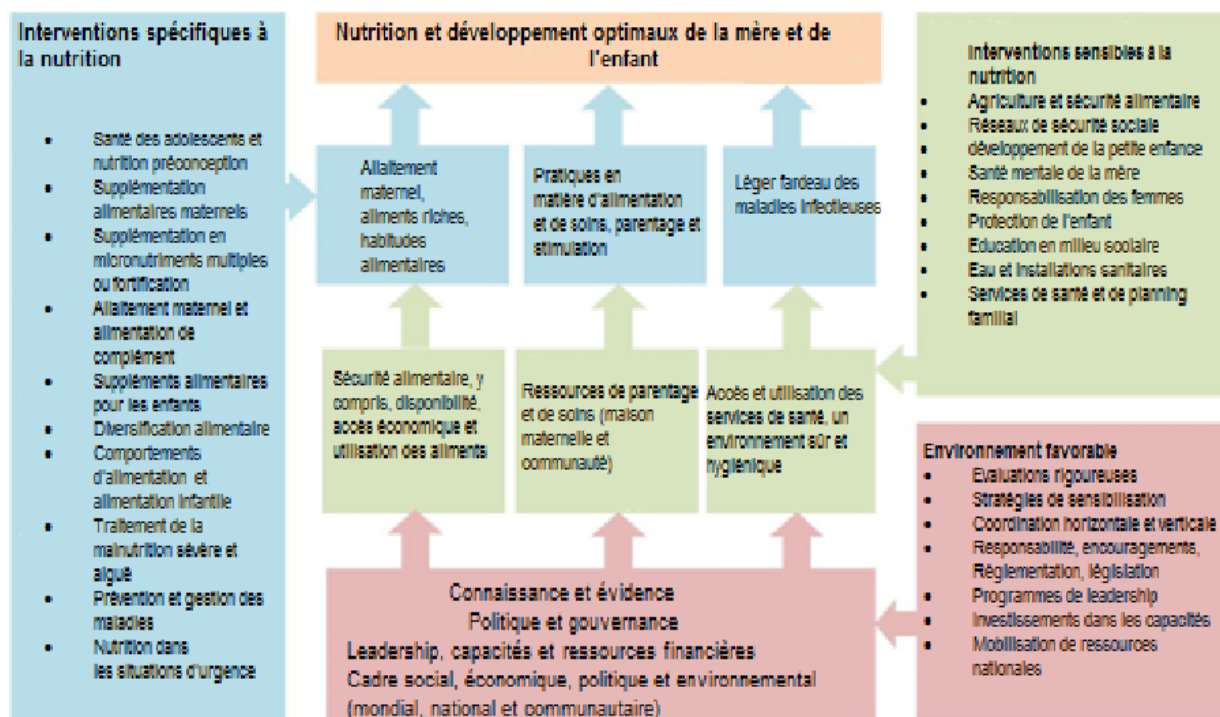 Interventions spécifiques à
la nutrition
• Santé des adolescents et
nutrition préconception
• Supplémentation
alimentaires maternels
• Supplémentation en
micronutriments multiples
ou fortification
• Allaitement maternel et
alimentation de
complément
• Suppléments alimentaires
pour les enfants
• Diversification alimentaire
• Comportements
d'alimentation et
alimentation infantile
• Traitement de la
malnutrition sévère et
aiguë
• Prévention et gestion des
maladies
• Nutrition dans
les situations d'urgence
Nutrition et développement optimaux de la mère et de
l'enfant
Allaitement
maternel,
aliments riches,
habitudes
alimentaires
Pratiques en
matière d'alimentation
et de soins, parentage et
stimulation
Léger fardeau des
maladies infectieuses
Sécurité alimentaire, y
compris, disponibilité,
accès économique et
utilisation des aliments
Ressources de parentage
et de soins (maison
maternelle et
communauté)
Accès et utilisation des
services de santé, un
environnement sûr et
hygiénique
Connaissance et évidence
Politique et gouvernance
Leadership, capacités et ressources financières
Cadre social, économique, politique et environnemental
(mondial, national et communautaire)
Interventions sensibles à la
nutrition
• Agriculture et sécurité alimentaire
• Réseaux de sécurité sociale
• développement de la petite enfance
• Santé mentale de la mère
• Responsabilisation des femmes
• Protection de l'enfant
• Education en milieu scolaire
• Eau et installations sanitaires
• Services de santé et de planning
familial
Environnement favorable
• Evaluations rigoureuses
• Stratégies de sensibilisation
• Coordination horizontale et verticale
• Responsabilité, encouragements,
Règlementation, législation
• Programmes de leadership
• Investissements dans les capacités
• Mobilisation de ressources
nationales